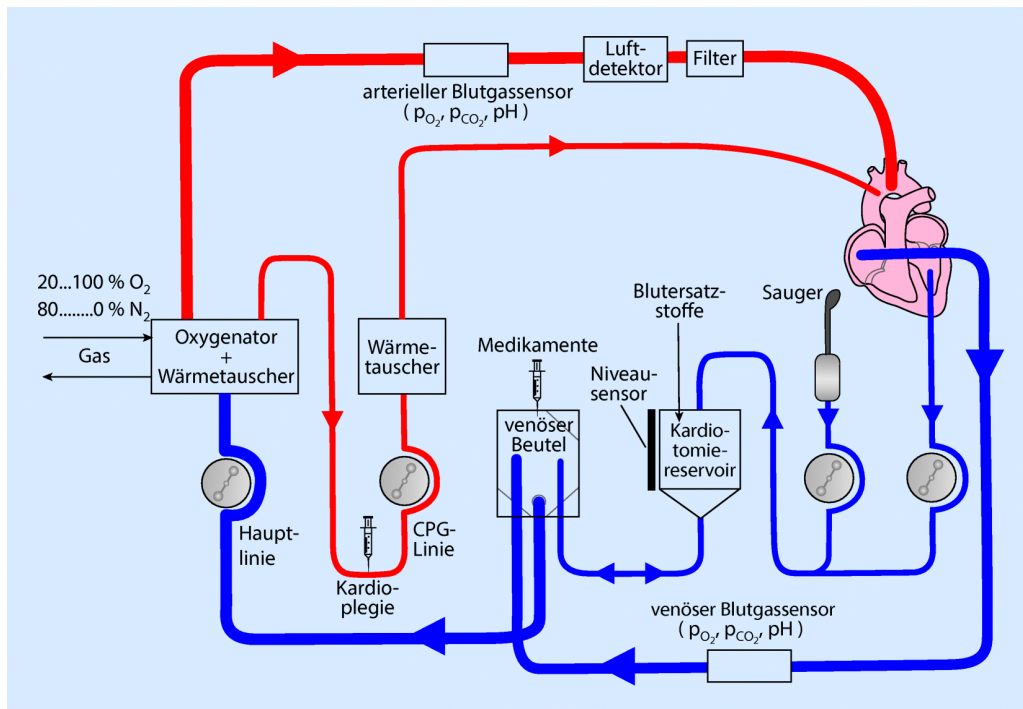 Luft-
detektor
Filter
arterieller Blutgassensor
( pO₂, pCO₂, pH )
20...100 % O₂
80........0 % N₂
Gas
Oxygenator
+
Wärmetauscher
Wärme-
tauscher
Medikamente
venöser
Beutel
Blutersatz-
stoffe
Niveau-
sensor
Kardio-
tomie-
reservoir
Sauger
Haupt-
linie
CPG-
Linie
Kardio-
plegie
venöser Blutgassensor
( pO₂, pCO₂, pH )